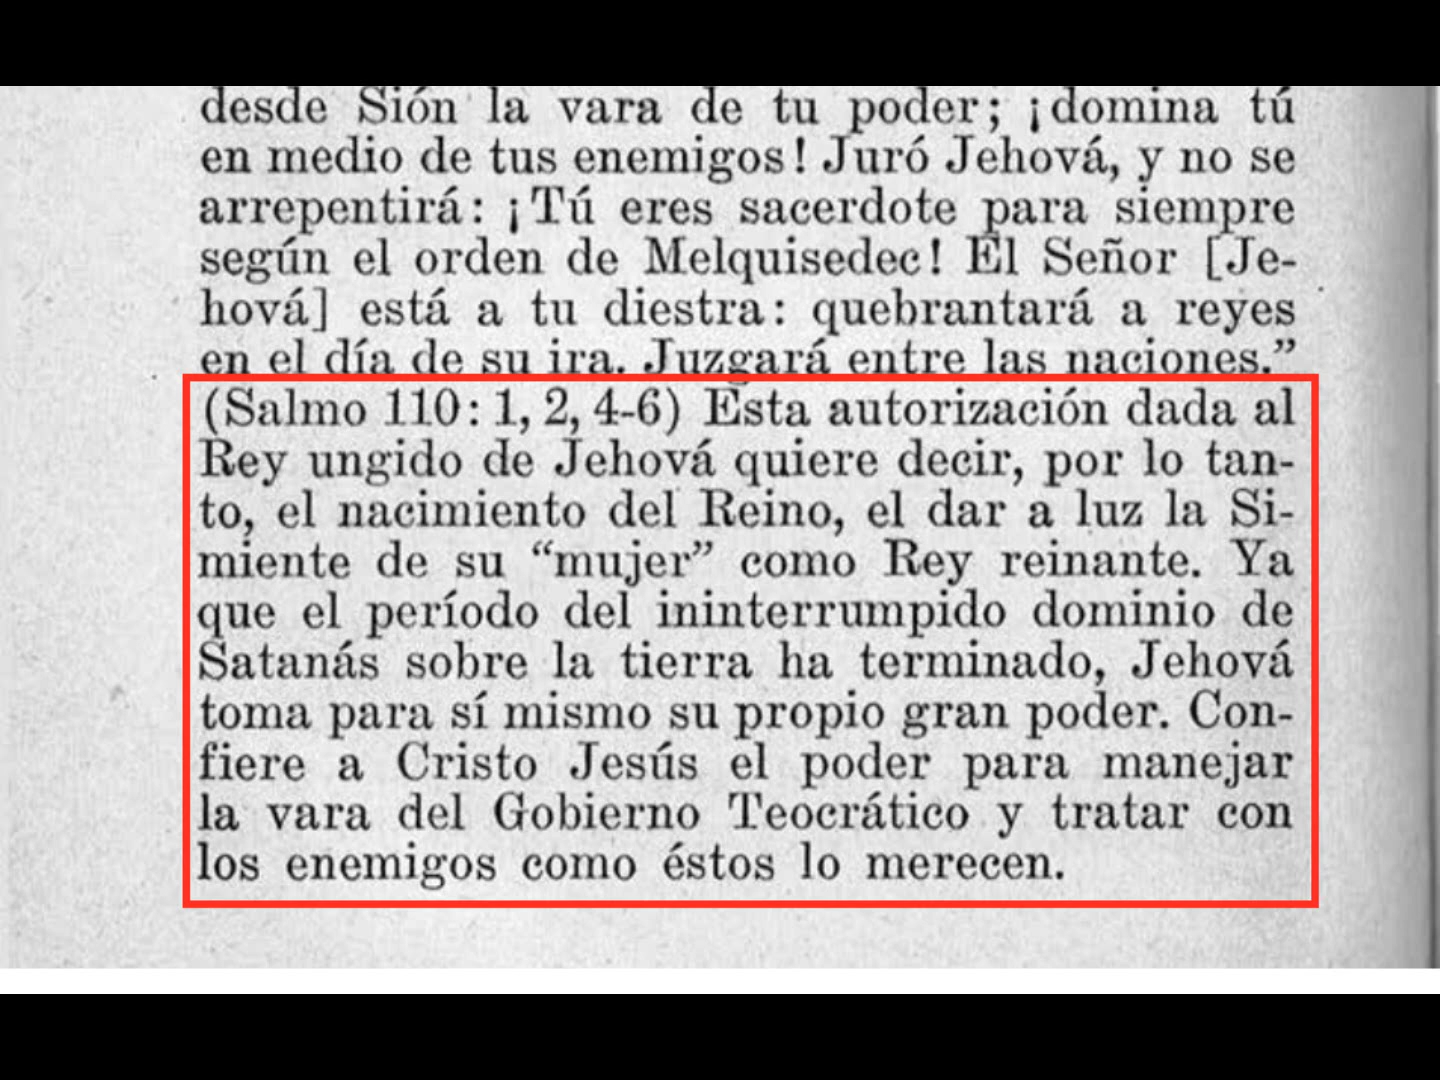 desde Sión la vara de tu poder; ¡domina tú
en medio de tus enemigos! Juró Jehová, y no se
arrepentirá: ¡Tú eres sacerdote para siempre
según el orden de Melquisedec! El Señor [Je-
hová] está a tu diestra: quebrantará a reyes
en el día de su ira. Juzgará entre las naciones.”
(Salmo 110: 1, 2, 4-6) Esta autorización dada al
Rey ungido de Jehová quiere decir, por lo tan-
to, el nacimiento del Reino, el dar a luz la Si-
miente de su “mujer” como Rey reinante. Ya
que el período del ininterrumpido dominio de
Satanás sobre la tierra ha terminado, Jehová
toma para sí mismo su propio gran poder. Con-
fiere a Cristo Jesús el poder para manejar
la vara del Gobierno Teocrático y tratar con
los enemigos como éstos lo merecen.